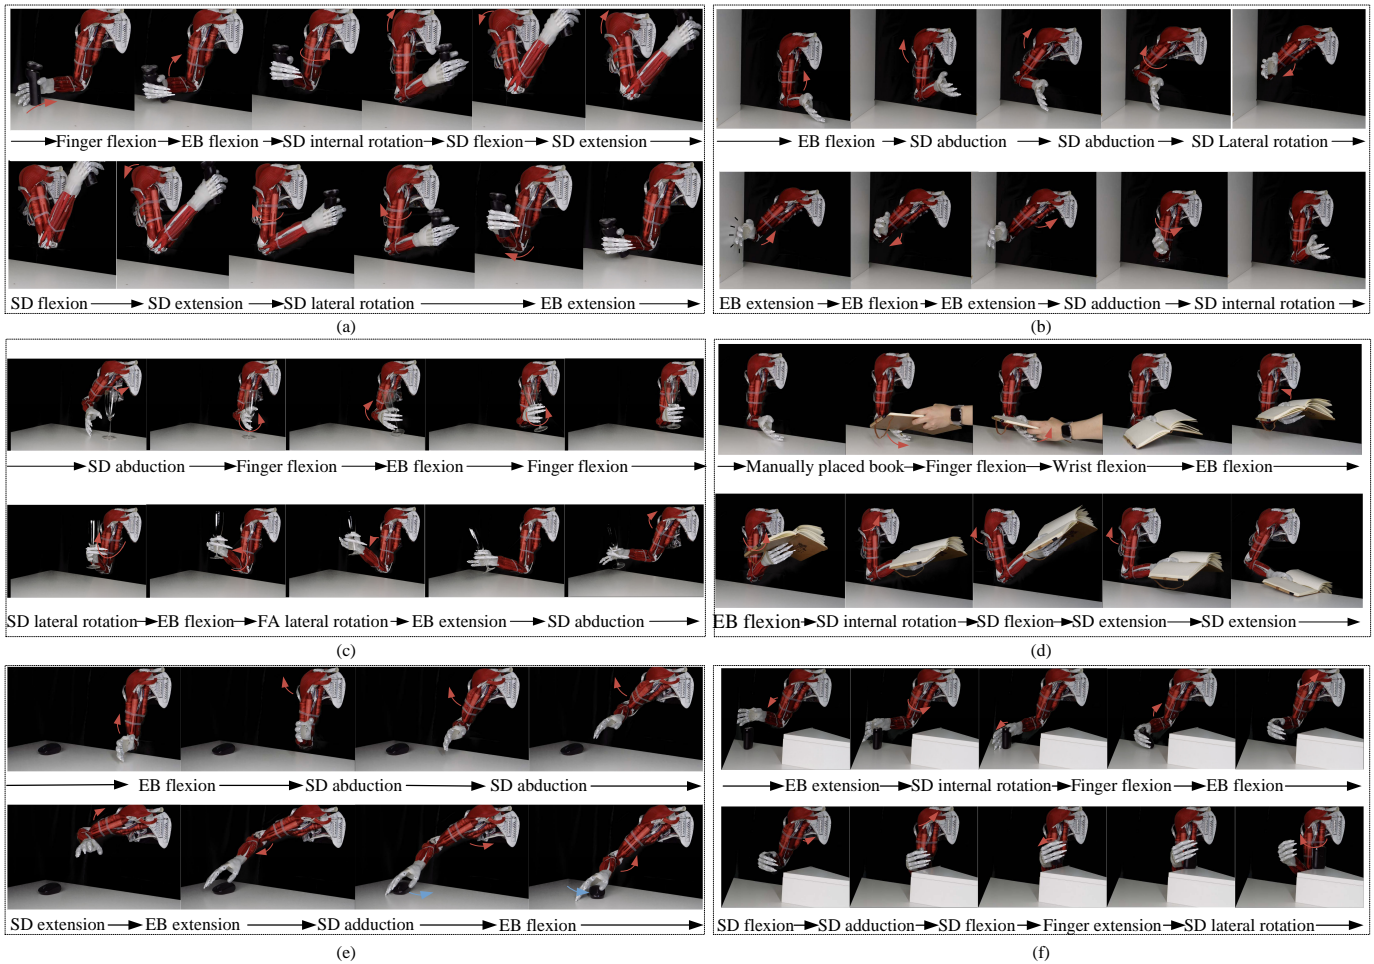 Finger flexion EB flexion SD internal rotation SD flexion SD extension
SD flexion SD extension SD lateral rotation EB extension
(a)
EB flexion SD abduction SD abduction SD Lateral rotation
EB extension EB flexion EB extension SD adduction SD internal rotation
(b)
SD abduction Finger flexion EB flexion Finger flexion
SD lateral rotation EB flexion FA lateral rotation EB extension SD abduction
(c)
Manually placed book Finger flexion Wrist flexion EB flexion
EB flexion SD internal rotation SD flexion SD extension SD extension
(d)
EB flexion SD abduction SD abduction
SD extension EB extension SD adduction EB flexion
(e)
EB extension SD internal rotation Finger flexion EB flexion
SD flexion SD adduction SD flexion Finger extension SD lateral rotation
(f)